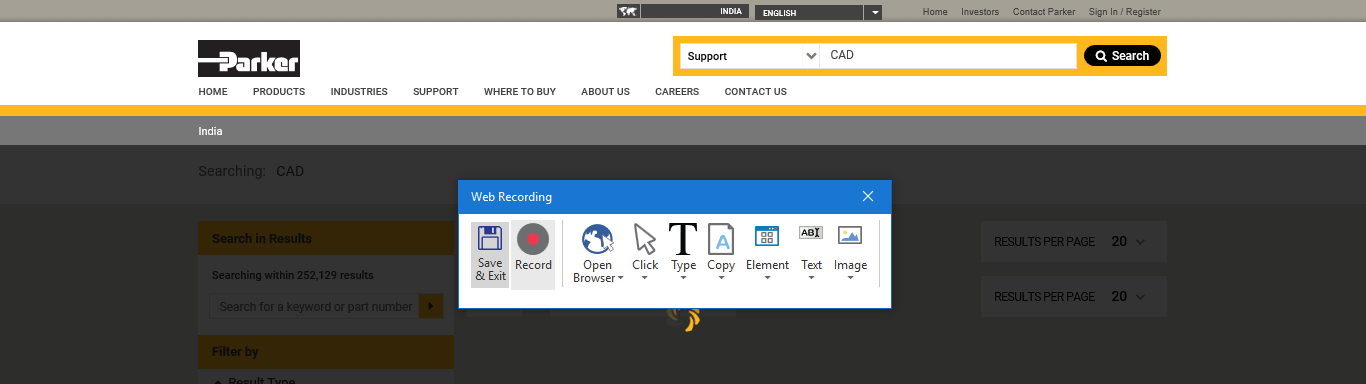 INDIA ENGLISH Home Investors Contact Parker Sign In / Register
Parker
Support CAD Search
HOME PRODUCTS INDUSTRIES SUPPORT WHERE TO BUY ABOUT US CAREERS CONTACT US
India
Searching: CAD
Web Recording
Save & Exit
Record
Open Browser
Click
Type
Copy
ABI
Element
Text
Image
Search in Results
Searching within 252,129 results
Search for a keyword or part number
Filter by
Result Type
RESULTS PER PAGE 20
RESULTS PER PAGE 20